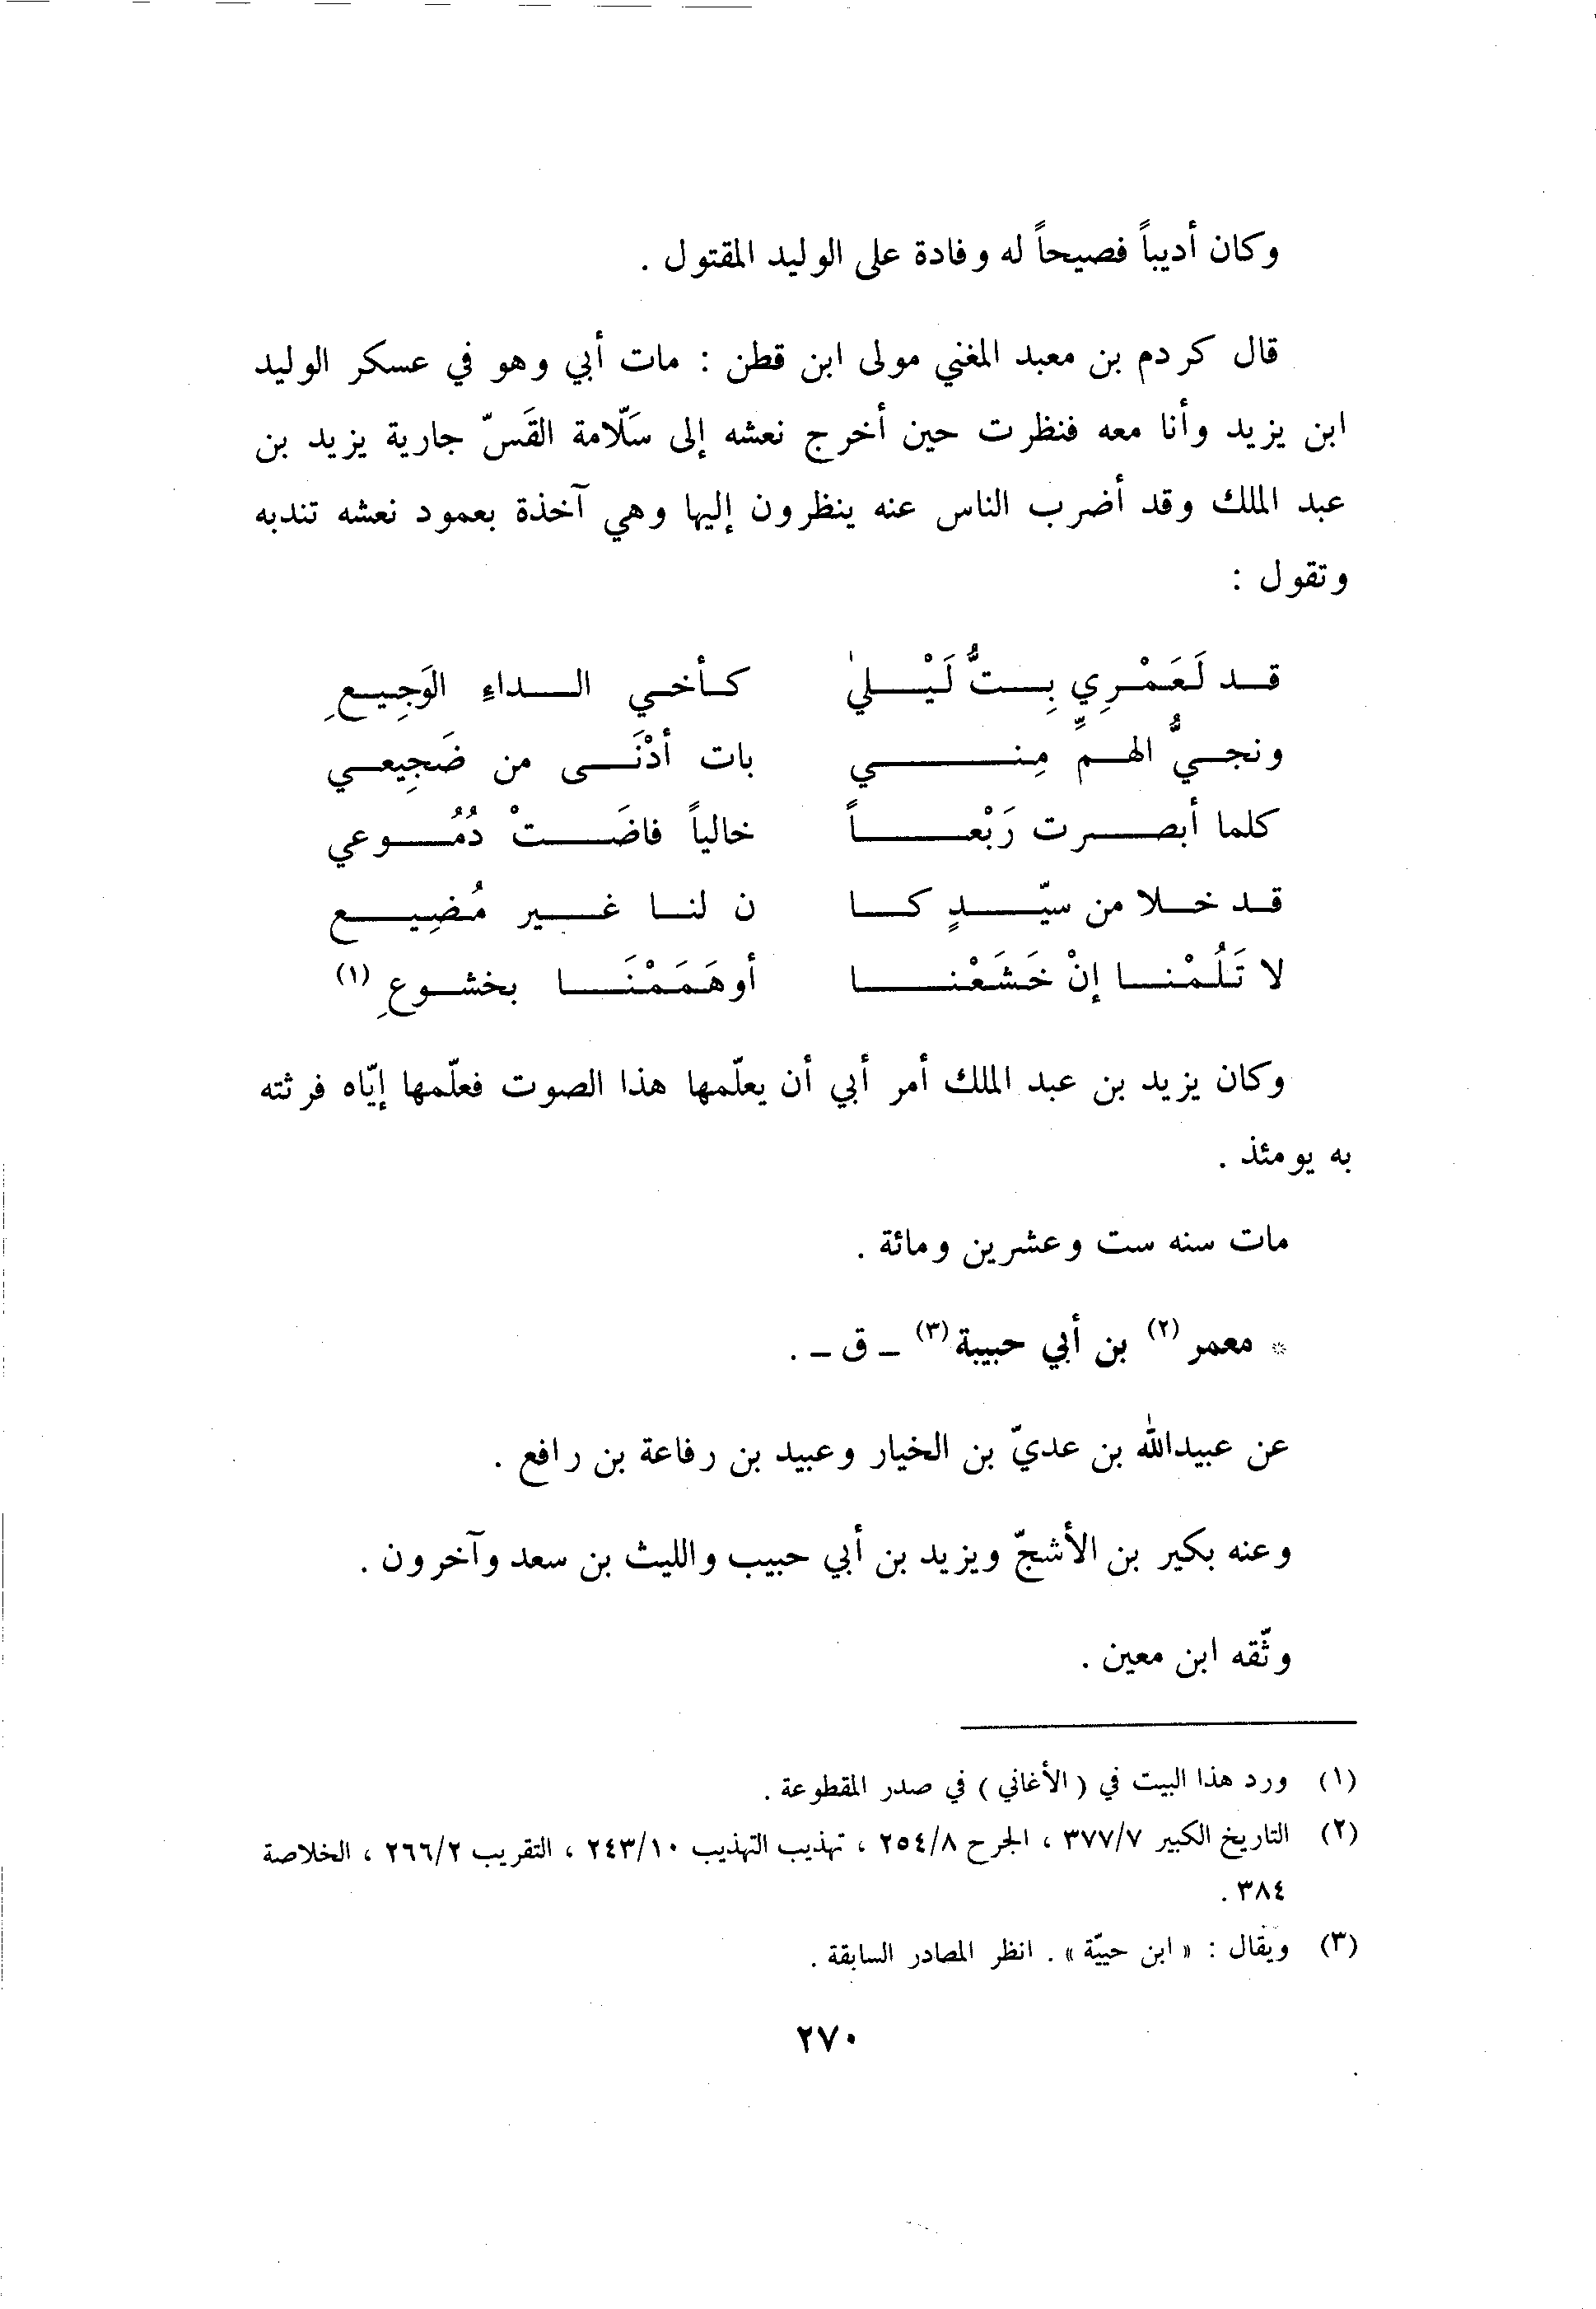 وكان أديباً فصيحاً له وفادة على الوليد المقتول .
قال كردم بن معبد المغني مولى ابن قطن : مات أبي وهو في عسكر الوليد
ابن يزيد وأنا معه فنظرت حين أخرج نعشه إلى سَلّامة القَسّ جارية يزيد بن
عبد الملك وقد أضرب الناس عنه ينظرون إليها وهي آخذة بعمود نعشه تندبه
وتقول :
قد لَعَمْرِي بِتُّ لَيْلي كأخي الداءِ الوَجِيعِ
ونجيُّ الهمِّ مِني بات أدْنَى من ضَجِيعي
كلما أبصرت رَبْعاً خالياً فاضَتْ دُمُوعي
قد خلا من سيّدٍ كا ن لنا غير مُضِيع
لا تَلُمْنا إنْ خَشَعْنا أو هَمَمْنَا بخشوعِ (١)
وكان يزيد بن عبد الملك أمر أبي أن يعلّمها هذا الصوت فعلّمها إيّاه فرثته
به يومئذ .
مات سنه ست وعشرين ومائة .
* معمر (٢) بن أبي حبيبة (٣) – ق – .
عن عبيدالله بن عديّ بن الخيار وعبيد بن رفاعة بن رافع .
وعنه بكير بن الأشجّ ويزيد بن أبي حبيب والليث بن سعد وآخرون .
وثّقه ابن معين .
(١) ورد هذا البيت في (الأغاني) في صدر المقطوعة .
(٢) التاريخ الكبير ٣٧٧/٧ ، الجرح ٢٥٤/٨ ، تهذيب التهذيب ٢٤٣/١٠ ، التقريب ٢٦٦/٢ ، الخلاصة
٣٨٤ .
(٣) ويقال : « ابن حييّة » . انظر المصادر السابقة .
٢٧٠